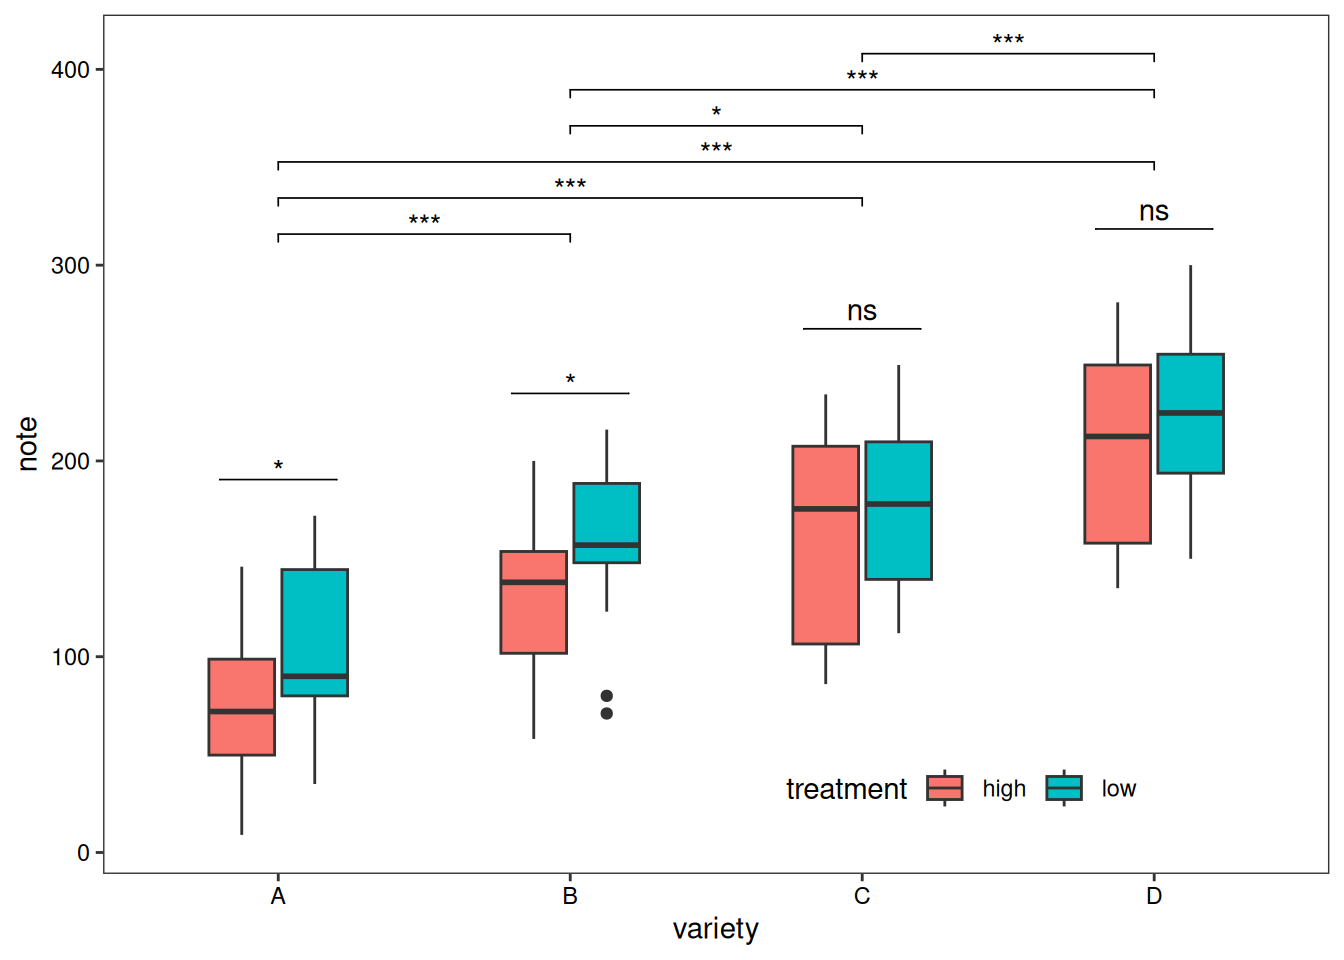 ***
400
***
*
***
***
ns
***
300
ns
*
note
200
*
100
treatment high low
0
A B C D
variety